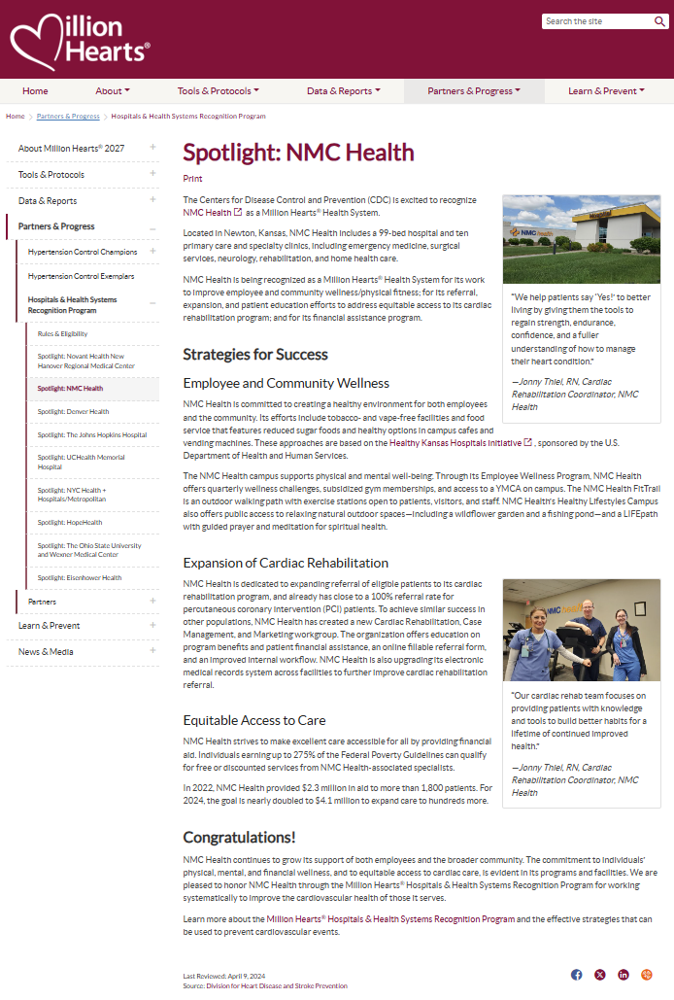 Million
Hearts®
Search the site
Home
About
Tools & Protocols
Data & Reports
Partners & Progress
Learn & Prevent
Home > Partners & Progress > Hospitals & Health Systems Recognition Program
About Million Hearts® 2027
Tools & Protocols
Data & Reports
Partners & Progress
Hypertension Control Champions
Hypertension Control Exemplars
Hospitals & Health Systems
Recognition Program
Rules & Eligibility
Spotlight: Novant Health New
Hanover Regional Medical Center
Spotlight: NMC Health
Spotlight: Denver Health
Spotlight: The Johns Hopkins Hospital
Spotlight: UCHealth Memorial
Hospital
Spotlight: NYC Health +
Hospitals/Metropolitan
Spotlight: HopeHealth
Spotlight: The Ohio State University
and Wexner Medical Center
Spotlight: Eisenhower Health
Partners
Learn & Prevent
News & Media
Spotlight: NMC Health
Print
The Centers for Disease Control and Prevention (CDC) is excited to recognize
NMC Health as a Million Hearts® Health System.
Located in Newton, Kansas, NMC Health includes a 99-bed hospital and ten
primary care and specialty clinics, including emergency medicine, surgical
services, neurology, rehabilitation, and home health care.
NMC Health is being recognized as a Million Hearts® Health System for its work
to improve employee and community wellness/physical fitness; for its referral,
expansion, and patient education efforts to address equitable access to its cardiac
rehabilitation program; and for its financial assistance program.
Hospital
NMC Health
"We help patients say 'Yes!' to better
living by giving them the tools to
regain strength, endurance,
confidence, and a fuller
understanding of how to manage
their heart condition."
—Jonny Thiel, RN, Cardiac
Rehabilitation Coordinator, NMC
Health
Strategies for Success
Employee and Community Wellness
NMC Health is committed to creating a healthy environment for both employees
and the community. Its efforts include tobacco- and vape-free facilities and food
service that features reduced sugar foods and healthy options in campus cafes and
vending machines. These approaches are based on the Healthy Kansas Hospitals Initiative , sponsored by the U.S.
Department of Health and Human Services.
The NMC Health campus supports physical and mental well-being. Through its Employee Wellness Program, NMC Health
offers quarterly wellness challenges, subsidized gym memberships, and access to a YMCA on campus. The NMC Health FitTrail
is an outdoor walking path with exercise stations open to patients, visitors, and staff. NMC Health's Healthy Lifestyles Campus
also offers public access to relaxing natural outdoor spaces—including a wildflower garden and a fishing pond—and a LIFEpath
with guided prayer and meditation for spiritual health.
Expansion of Cardiac Rehabilitation
NMC Health is dedicated to expanding referral of eligible patients to its cardiac
rehabilitation program, and already has close to a 100% referral rate for
percutaneous coronary intervention (PCI) patients. To achieve similar success in
other populations, NMC Health has created a new Cardiac Rehabilitation, Case
Management, and Marketing workgroup. The organization offers education on
program benefits and patient financial assistance, an online fillable referral form,
and an improved internal workflow. NMC Health is also upgrading its electronic
medical records system across facilities to further improve cardiac rehabilitation
referral.
NMC Health
"Our cardiac rehab team focuses on
providing patients with knowledge
and tools to build better habits for a
lifetime of continued improved
health."
—Jonny Thiel, RN, Cardiac
Rehabilitation Coordinator, NMC
Health
Equitable Access to Care
NMC Health strives to make excellent care accessible for all by providing financial
aid. Individuals earning up to 275% of the Federal Poverty Guidelines can qualify
for free or discounted services from NMC Health-associated specialists.
In 2022, NMC Health provided $2.3 million in aid to more than 1,800 patients. For
2024, the goal is nearly doubled to $4.1 million to expand care to hundreds more.
Congratulations!
NMC Health continues to grow its support of both employees and the broader community. The commitment to individuals'
physical, mental, and financial wellness, and to equitable access to cardiac care, is evident in its programs and facilities. We are
pleased to honor NMC Health through the Million Hearts® Hospitals & Health Systems Recognition Program for working
systematically to improve the cardiovascular health of those it serves.
Learn more about the Million Hearts® Hospitals & Health Systems Recognition Program and the effective strategies that can
be used to prevent cardiovascular events.
Last Reviewed: April 9, 2024
Source: Division for Heart Disease and Stroke Prevention